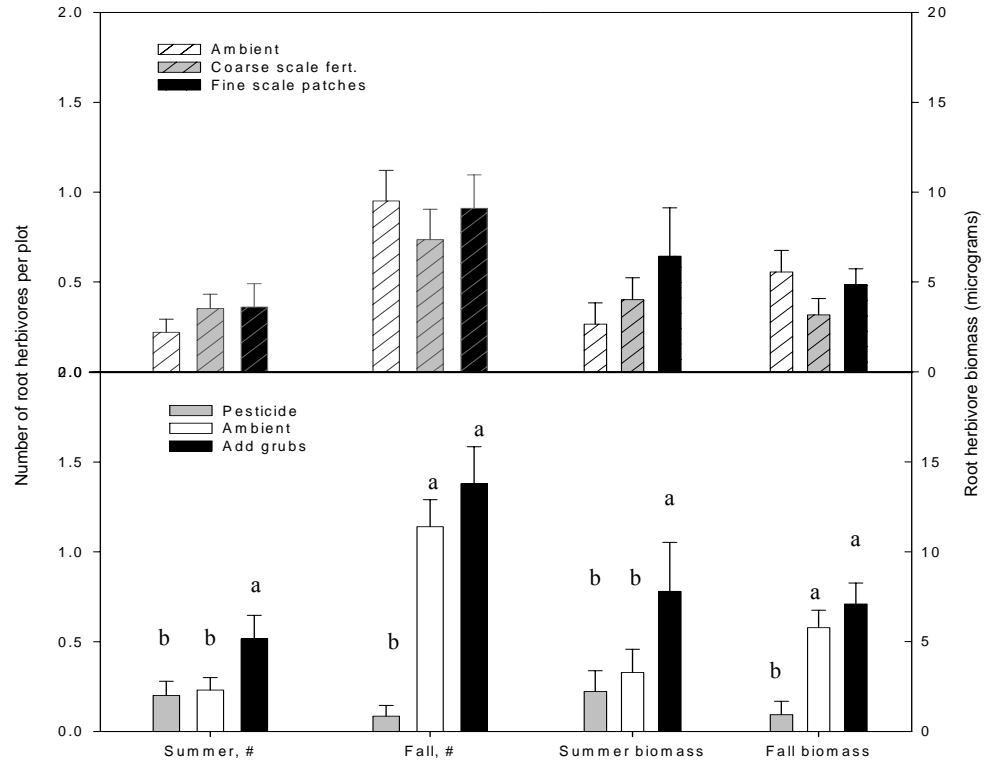 2.0
20
Ambient
Coarse scale fert.
Fine scale patches
1.5
15
1.0
10
0.5
5
0
2.0
Pesticide
Ambient
Add grubs
a
a
1.5
15
a
1.0
10
a
b b
a
a
b b
b
0.5
5
b
0.0
0
Summer, # Fall, # Summer biomass Fall biomass
Number of root herbivores per plot
Root herbivore biomass (micrograms)